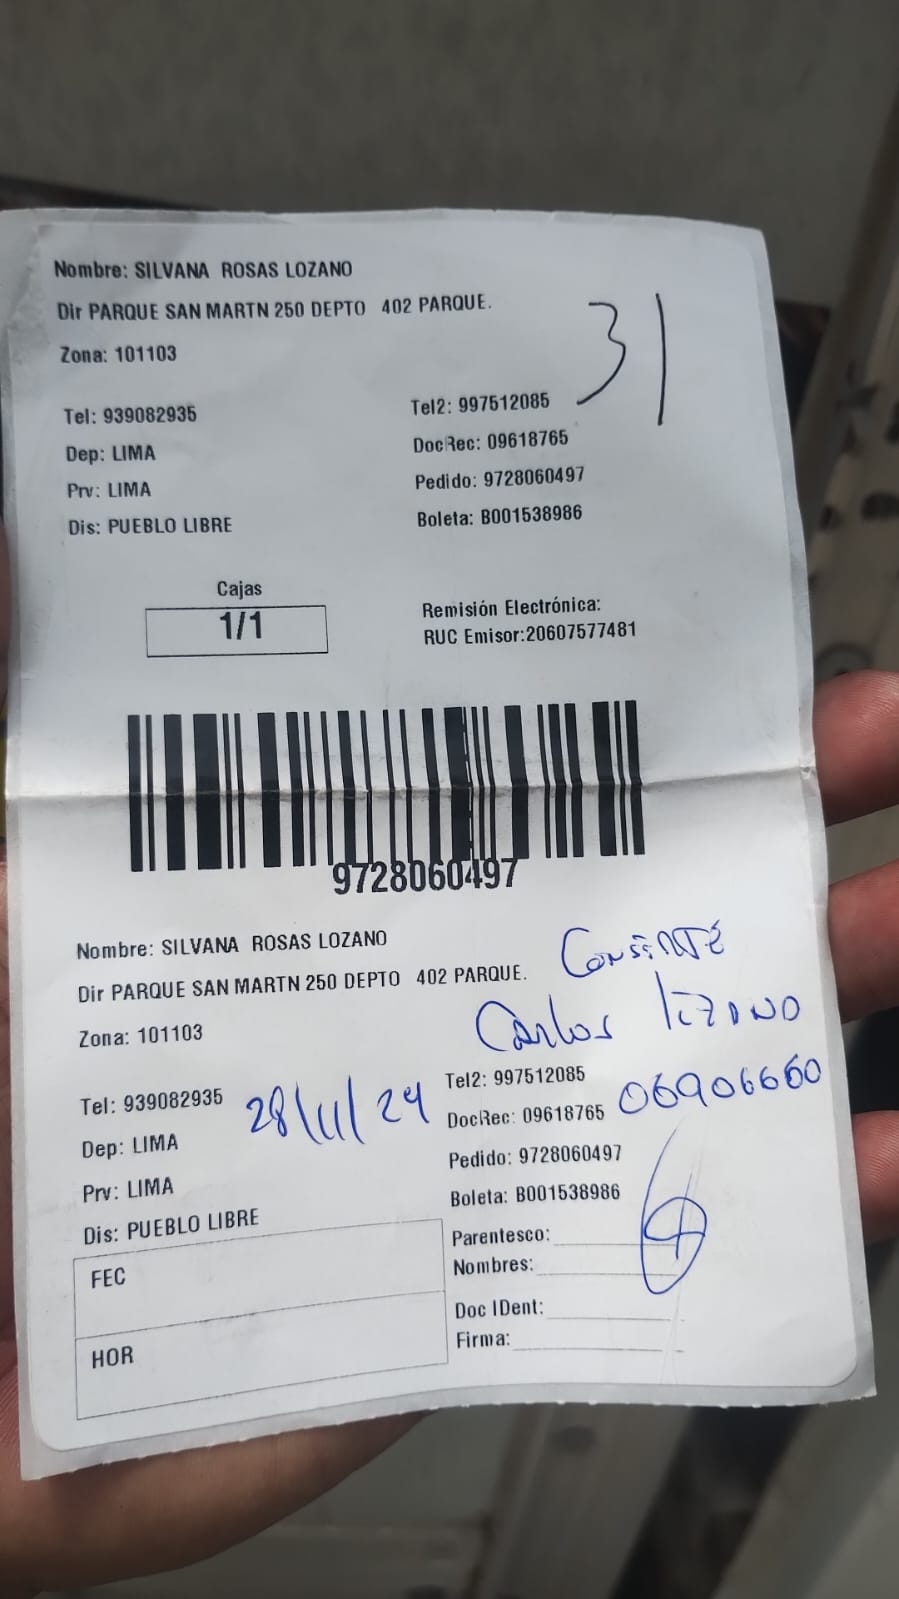 Nombre: SILVANA ROSAS LOZANO
Dir PARQUE SAN MARTN 250 DEPTO 402 PARQUE.
31
Zona: 101103
Tel: 939082935 Tel2: 997512085
Dep: LIMA DocRec: 09618765
Prv: LIMA Pedido: 9728060497
Dis: PUEBLO LIBRE Boleta: B001538986
Cajas
1/1
Remisión Electrónica:
RUC Emisor:20607577481
9728060497
Nombre: SILVANA ROSAS LOZANO
Dir PARQUE SAN MARTN 250 DEPTO 402 PARQUE.
Zona: 101103
Carlos
Tel: 939082935 28/11/24 Tel2: 997512085
Dep: LIMA DocRec: 09618765 06906660
Prv: LIMA Pedido: 9728060497
Dis: PUEBLO LIBRE Boleta: B001538986
FEC
HOR
Parentesco:
Nombres:
Doc IDent:
Firma: